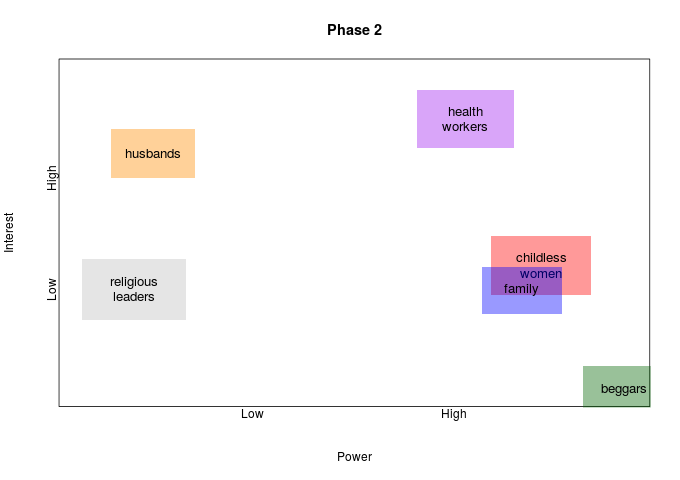 Phase 2
health
workers
husbands
High
Interest
childless
women
family
religious
leaders
Low
beggars
Low
High
Power